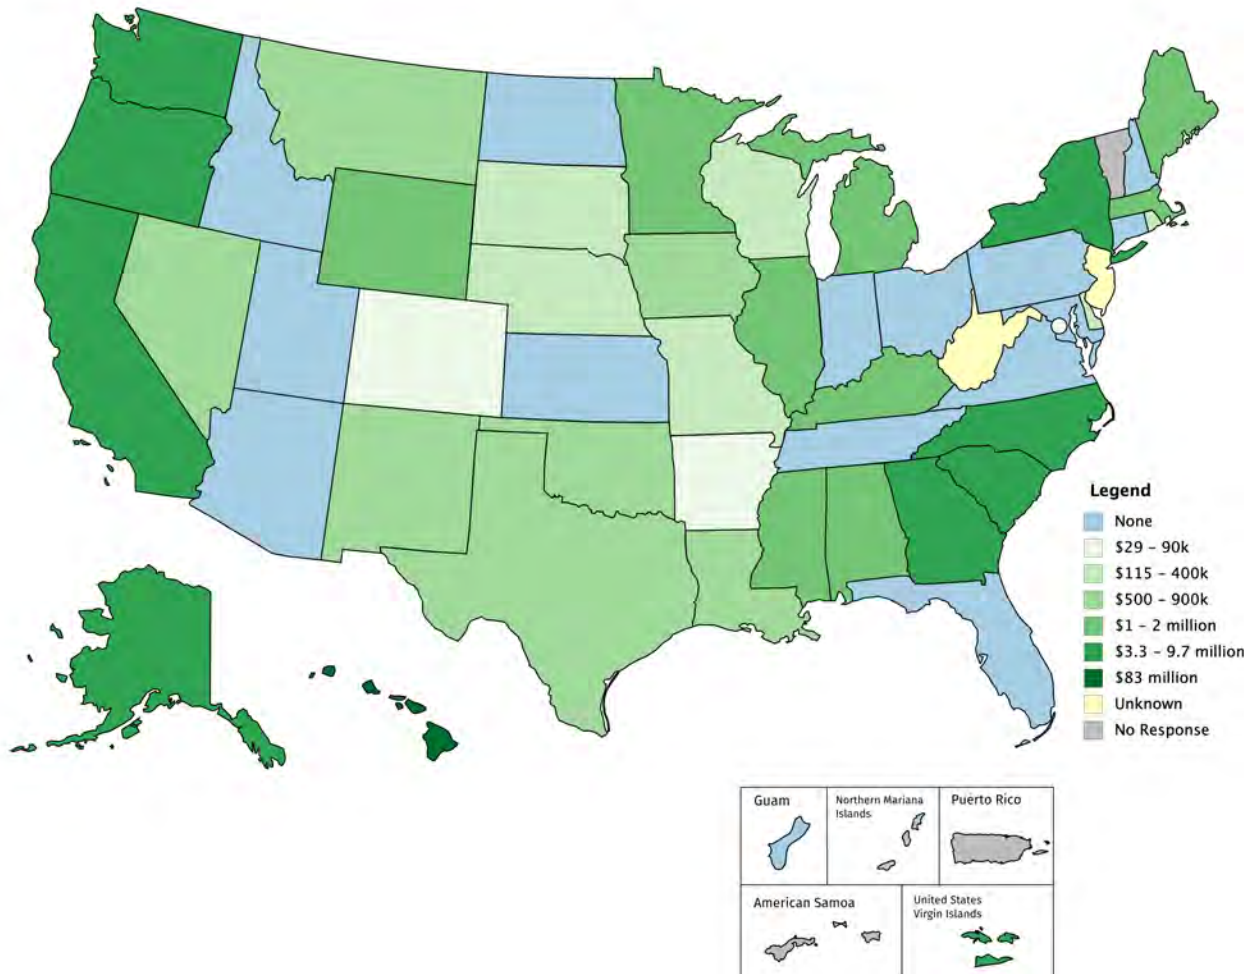 Legend
None
$29 – 90k
$115 – 400k
$500 – 900k
$1 – 2 million
$3.3 – 9.7 million
$83 million
Unknown
No Response
Guam
Northern Mariana
Islands
Puerto Rico
American Samoa
United States
Virgin Islands